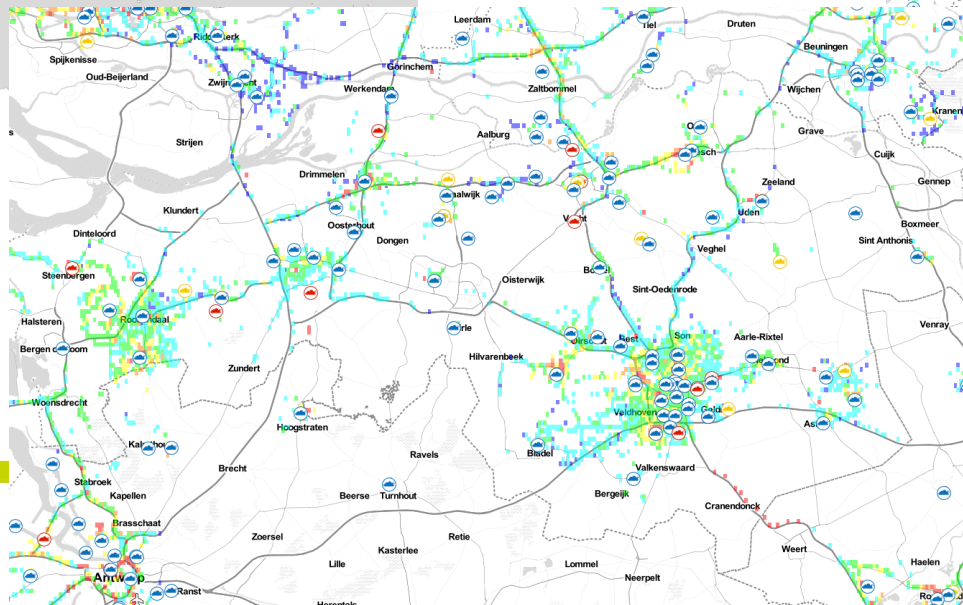 Leerdam
Tiel
Druten
Spijkenisse
Beuningen
Gorinchem
Oud-Beijerland
Werkendam
Zaltbommel
Wijchen
Strijen
Aalburg
Grave
Cuijk
Drimmelen
Zeeland
Gennep
Klundert
Uden
Boxmeer
Dinteloord
Oosterhout
Dongen
Veghel
Sint Anthonis
Steenbergen
Oisterwijk
Sint-Oedenrode
Halsteren
Venray
Son
Aarle-Rixtel
Bergen
Hilvarenbeek
Zundert
Woensdrecht
Veldhoven
Hoogstraten
Bladel
Ravels
Brecht
Valkenswaard
Stabroek
Kapellen
Beerse
Turnhout
Bergeijk
Cranendonck
Brasschaat
Zoersel
Retie
Weert
Kasterlee
Lille
Lommel
Haelen
Neerpelt
Ranst
Herentals